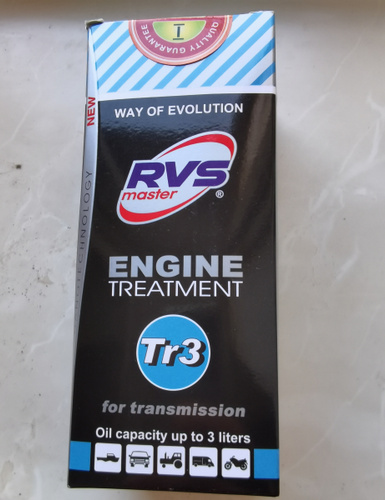 QUALITY GUARANTEE
I
NEW
TECHNOLOGY
WAY OF EVOLUTION
RVS
master
®
ENGINE
TREATMENT
Tr3
for transmission
Oil capacity up to 3 liters